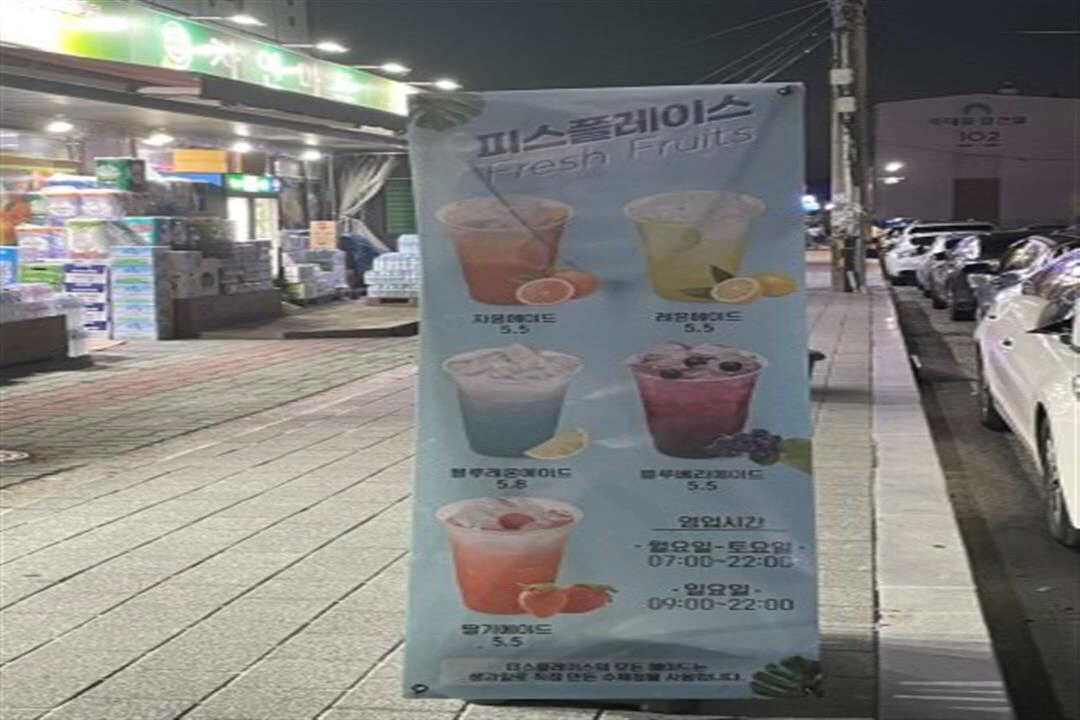 피스플레이스
Fresh Fruits
자몽에이드
5.5
레몬에이드
5.5
블루레몬에이드
5.8
블루베리에이드
5.5
딸기에이드
5.5
영업시간
- 월요일-토요일 -
07:00~22:00
- 일요일 -
09:00~22:00
피스플레이스의 모든 에이드는
생과일로 직접 만든 수제청을 사용합니다.
102